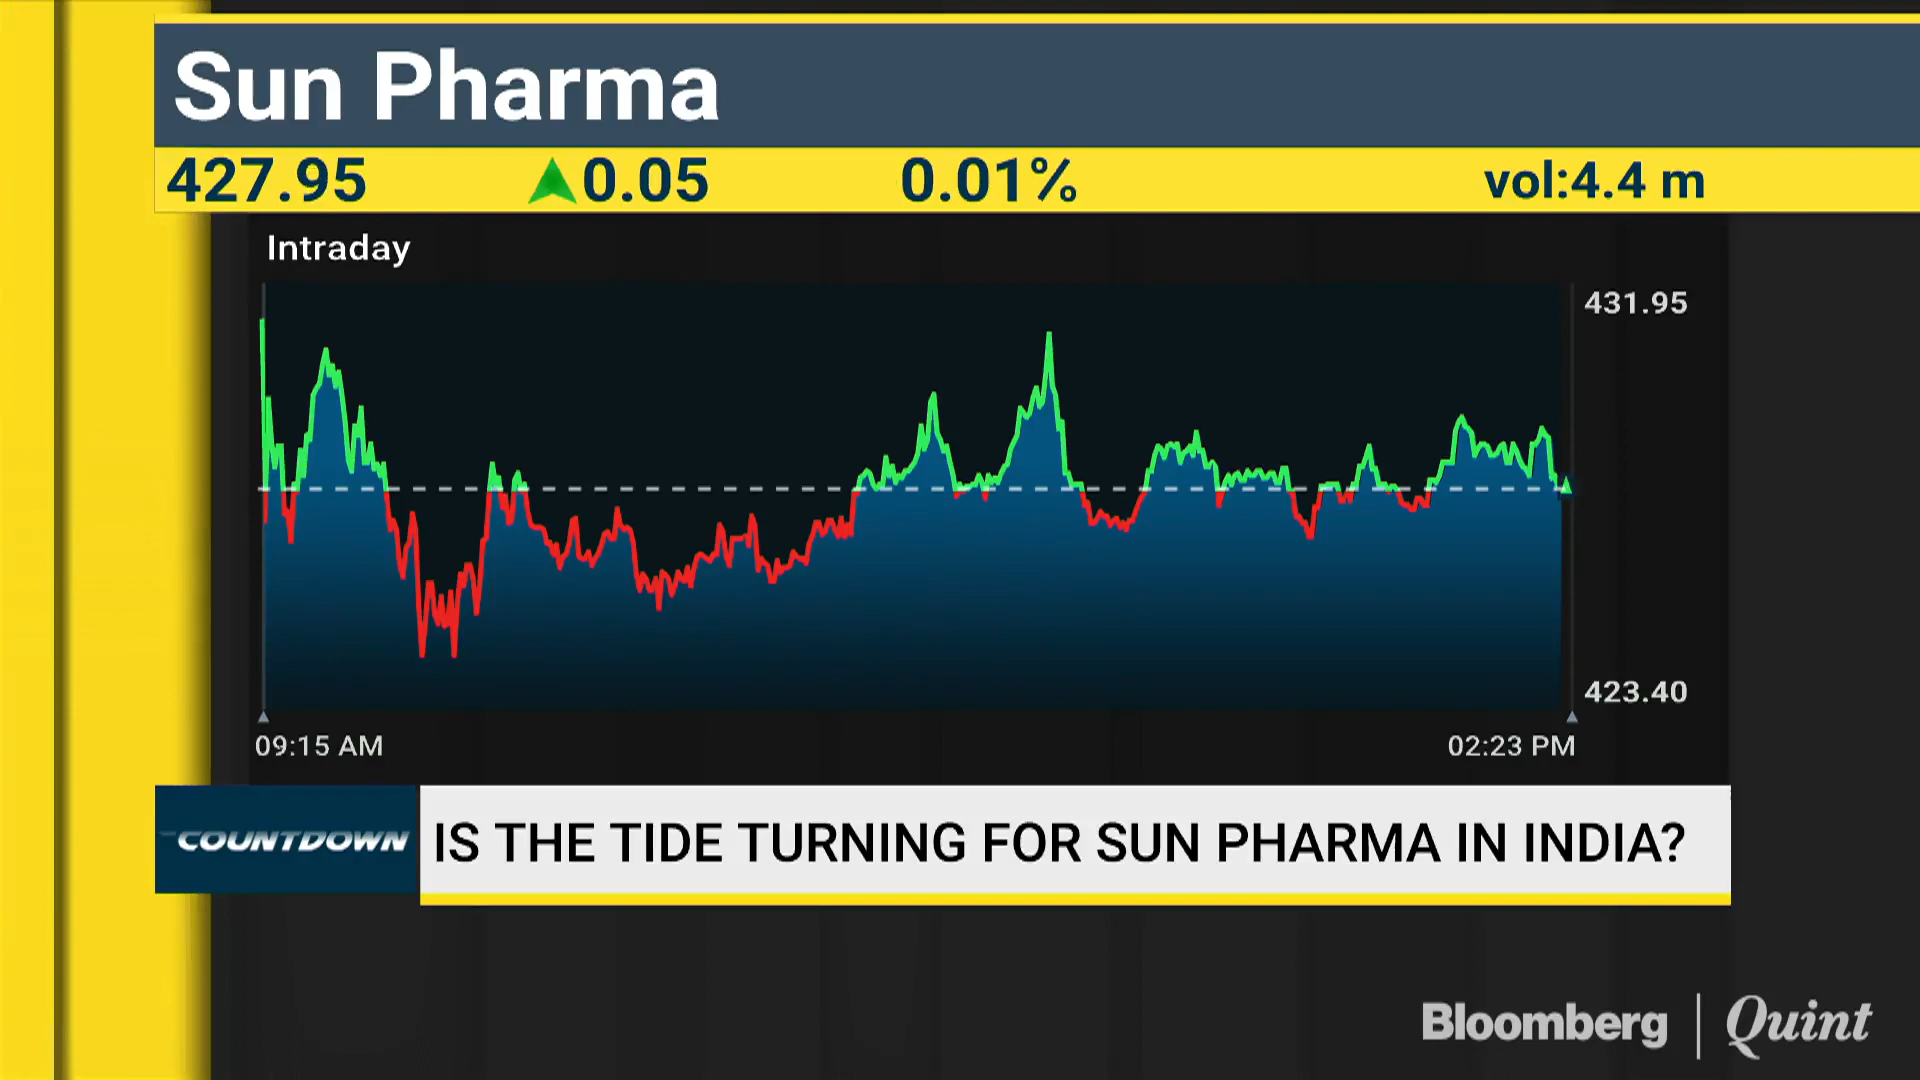 Sun Pharma
427.95 ▲0.05 0.01% vol:4.4 m
Intraday
431.95
423.40
09:15 AM 02:23 PM
COUNTDOWN
IS THE TIDE TURNING FOR SUN PHARMA IN INDIA?
Bloomberg | Quint